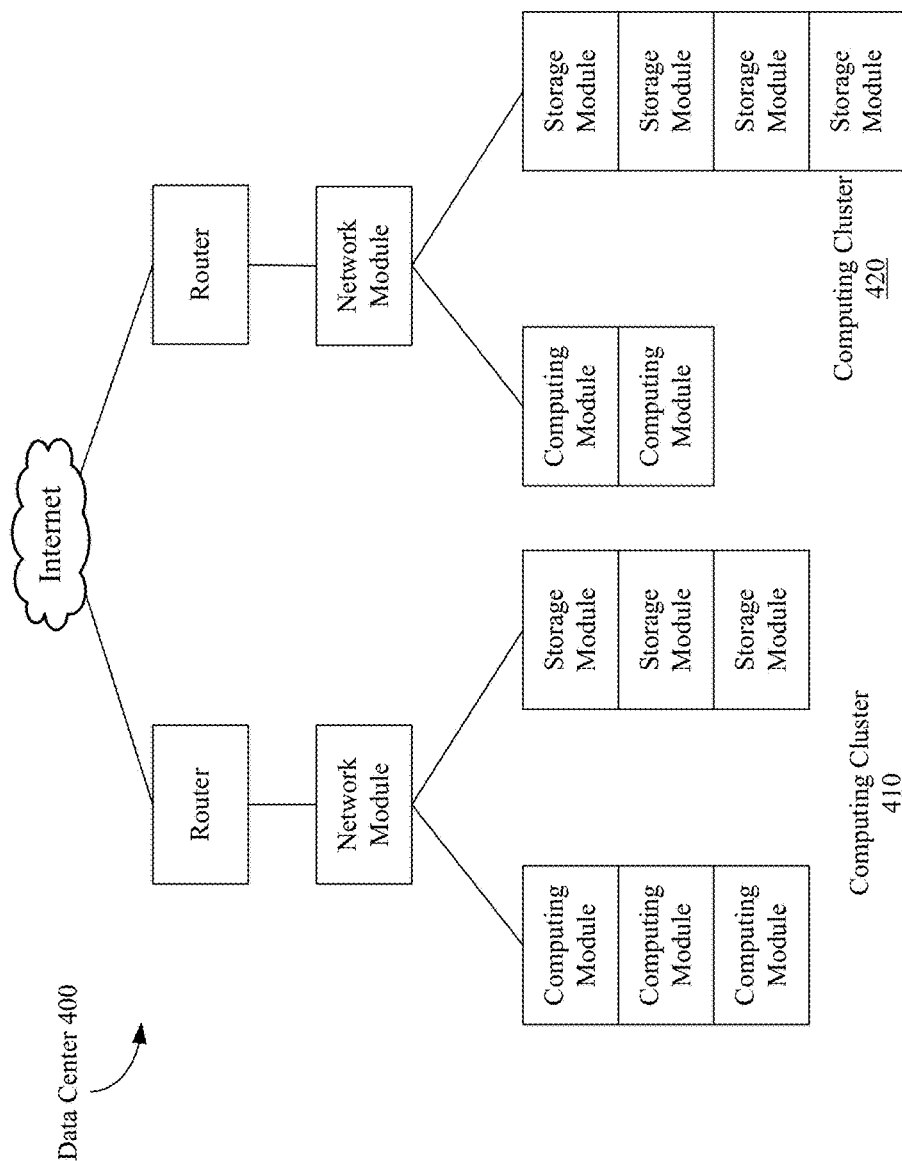 Data Center 400
Internet
Router
Router
Network
Module
Network
Module
Computing
Module
Computing
Module
Computing
Module
Storage
Module
Storage
Module
Storage
Module
Computing Cluster
410
Computing
Module
Computing
Module
Storage
Module
Storage
Module
Storage
Module
Storage
Module
Computing Cluster
420